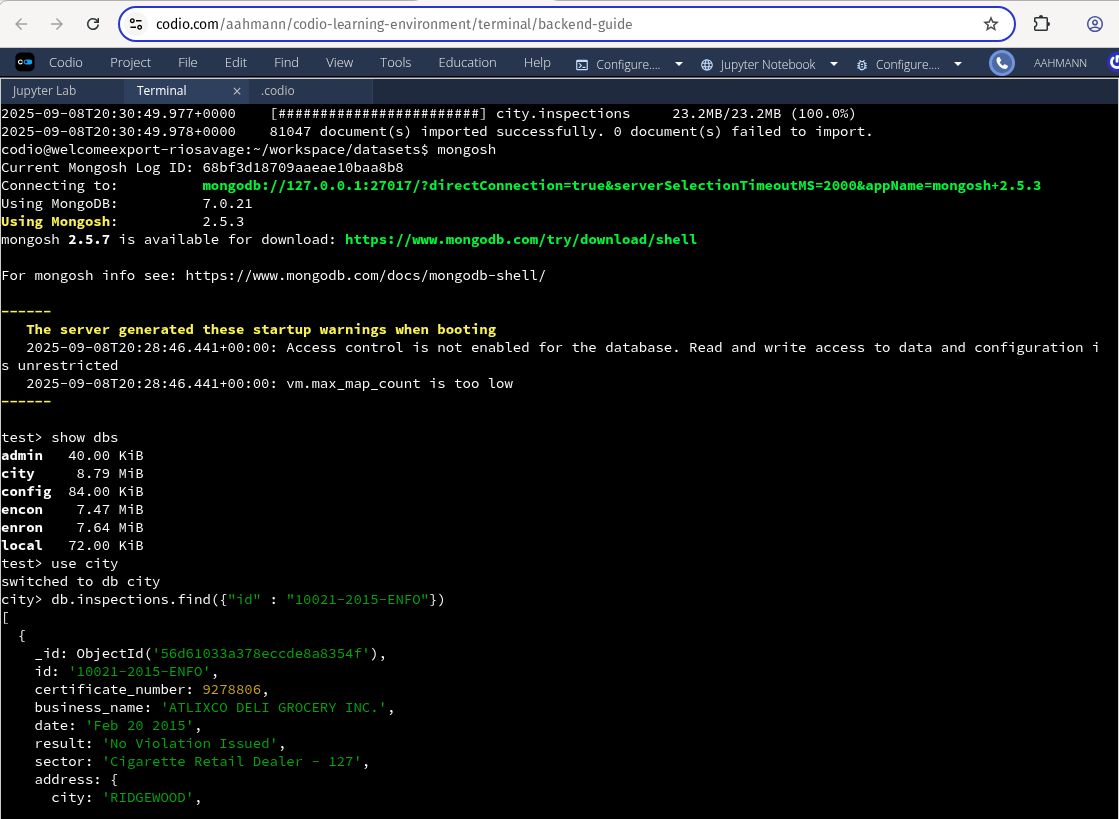 codio.com/aahmann/codio-learning-environment/terminal/backend-guide
Codio Project File Edit Find View Tools Education Help Configure.... Jupyter Notebook Configure.... AAHMANN
Jupyter Lab Terminal × .codio
2025-09-08T20:30:49.977+0000    [########################] city.inspections     23.2MB/23.2MB (100.0%)
2025-09-08T20:30:49.978+0000    81047 document(s) imported successfully. 0 document(s) failed to import.
codio@welcomeexport-riosavage:~/workspace/datasets$ mongosh
Current Mongosh Log ID: 68bf3d18709aaeae10baa8b8
Connecting to:          mongodb://127.0.0.1:27017/?directConnection=true&serverSelectionTimeoutMS=2000&appName=mongosh+2.5.3
Using MongoDB:          7.0.21
Using Mongosh:          2.5.3
mongosh 2.5.7 is available for download: https://www.mongodb.com/try/download/shell
For mongosh info see: https://www.mongodb.com/docs/mongodb-shell/
------
   The server generated these startup warnings when booting
   2025-09-08T20:28:46.441+00:00: Access control is not enabled for the database. Read and write access to data and configuration i
s unrestricted
   2025-09-08T20:28:46.441+00:00: vm.max_map_count is too low
------
test> show dbs
admin   40.00 KiB
city     8.79 MiB
config  84.00 KiB
encon    7.47 MiB
enron    7.64 MiB
local   72.00 KiB
test> use city
switched to db city
city> db.inspections.find({"id" : "10021-2015-ENFO"})
[
  {
    _id: ObjectId('56d61033a378eccde8a8354f'),
    id: '10021-2015-ENFO',
    certificate_number: 9278806,
    business_name: 'ATLIXCO DELI GROCERY INC.',
    date: 'Feb 20 2015',
    result: 'No Violation Issued',
    sector: 'Cigarette Retail Dealer - 127',
    address: {
      city: 'RIDGEWOOD',